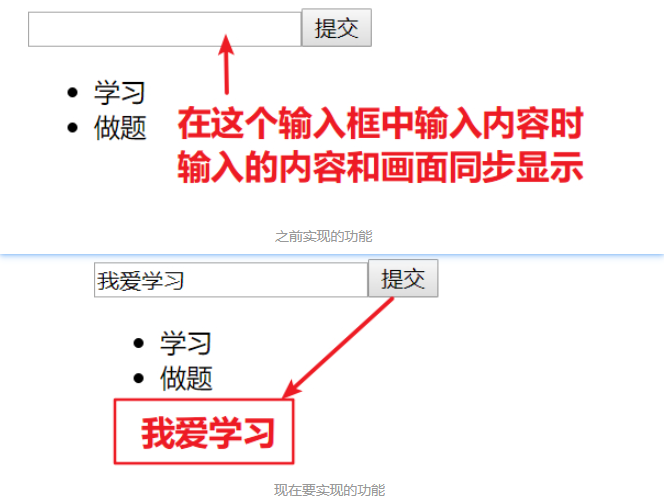 提交
学习
做题
在这个输入框中输入内容时
输入的内容和画面同步显示
之前实现的功能
我爱学习 提交
学习
做题
我爱学习
现在要实现的功能